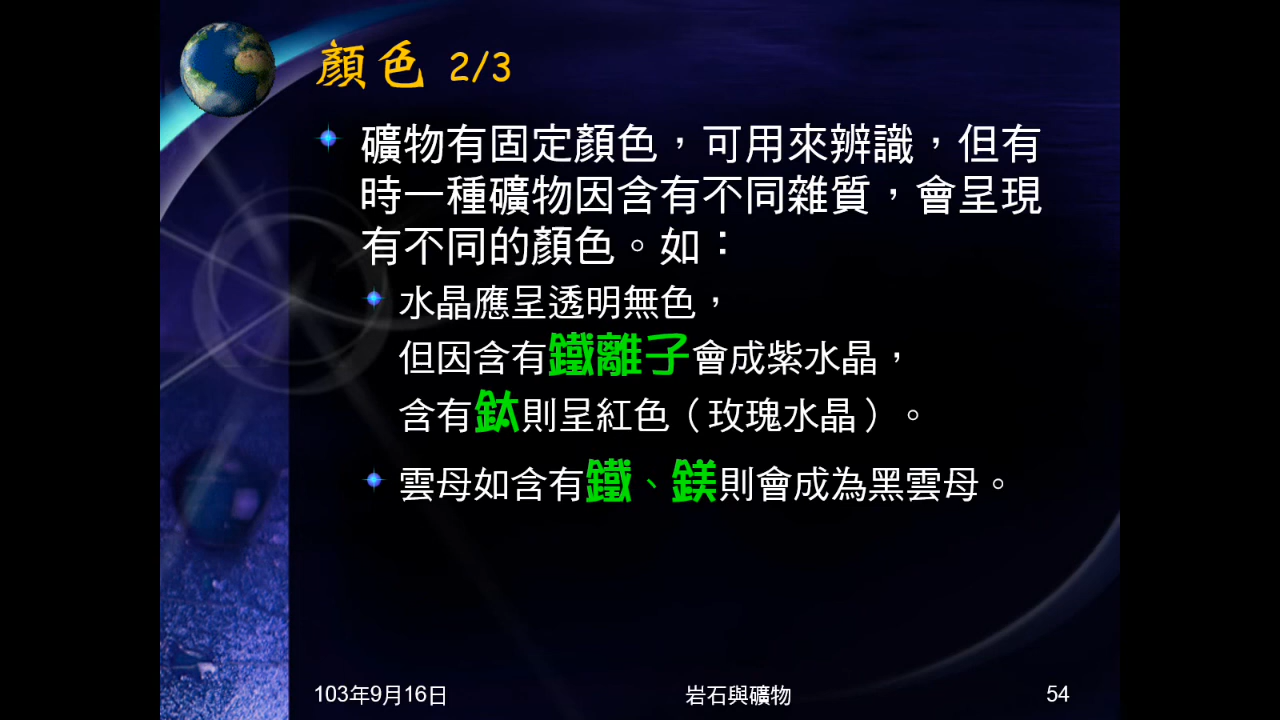 顏色 2/3
礦物有固定顏色，可用來辨識，但有
時一種礦物因含有不同雜質，會呈現
有不同的顏色。如：
水晶應呈透明無色，
但因含有鐵離子會成紫水晶，
含有鈦則呈紅色（玫瑰水晶）。
雲母如含有鐵、鎂則會成為黑雲母。
103年9月16日 岩石與礦物 54